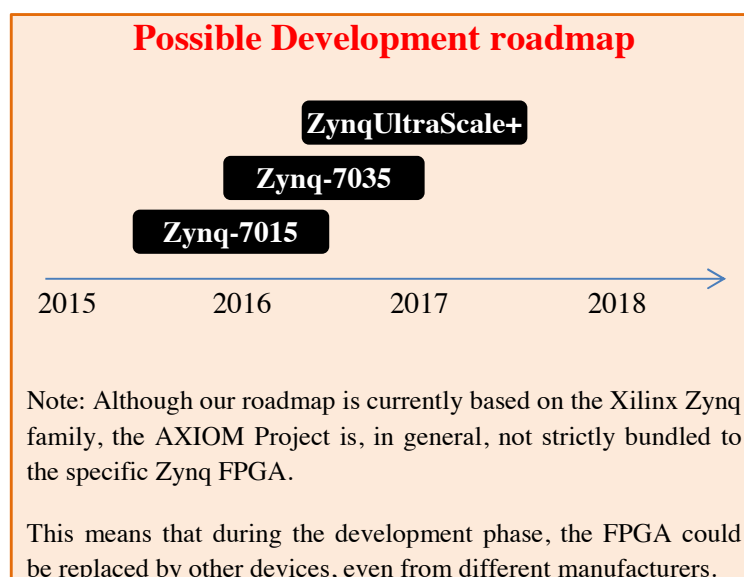 Possible Development roadmap
ZynqUltraScale+
Zynq-7035
Zynq-7015
2015 2016 2017 2018
Note: Although our roadmap is currently based on the Xilinx Zynq
family, the AXIOM Project is, in general, not strictly bundled to
the specific Zynq FPGA.
This means that during the development phase, the FPGA could
be replaced by other devices, even from different manufacturers.